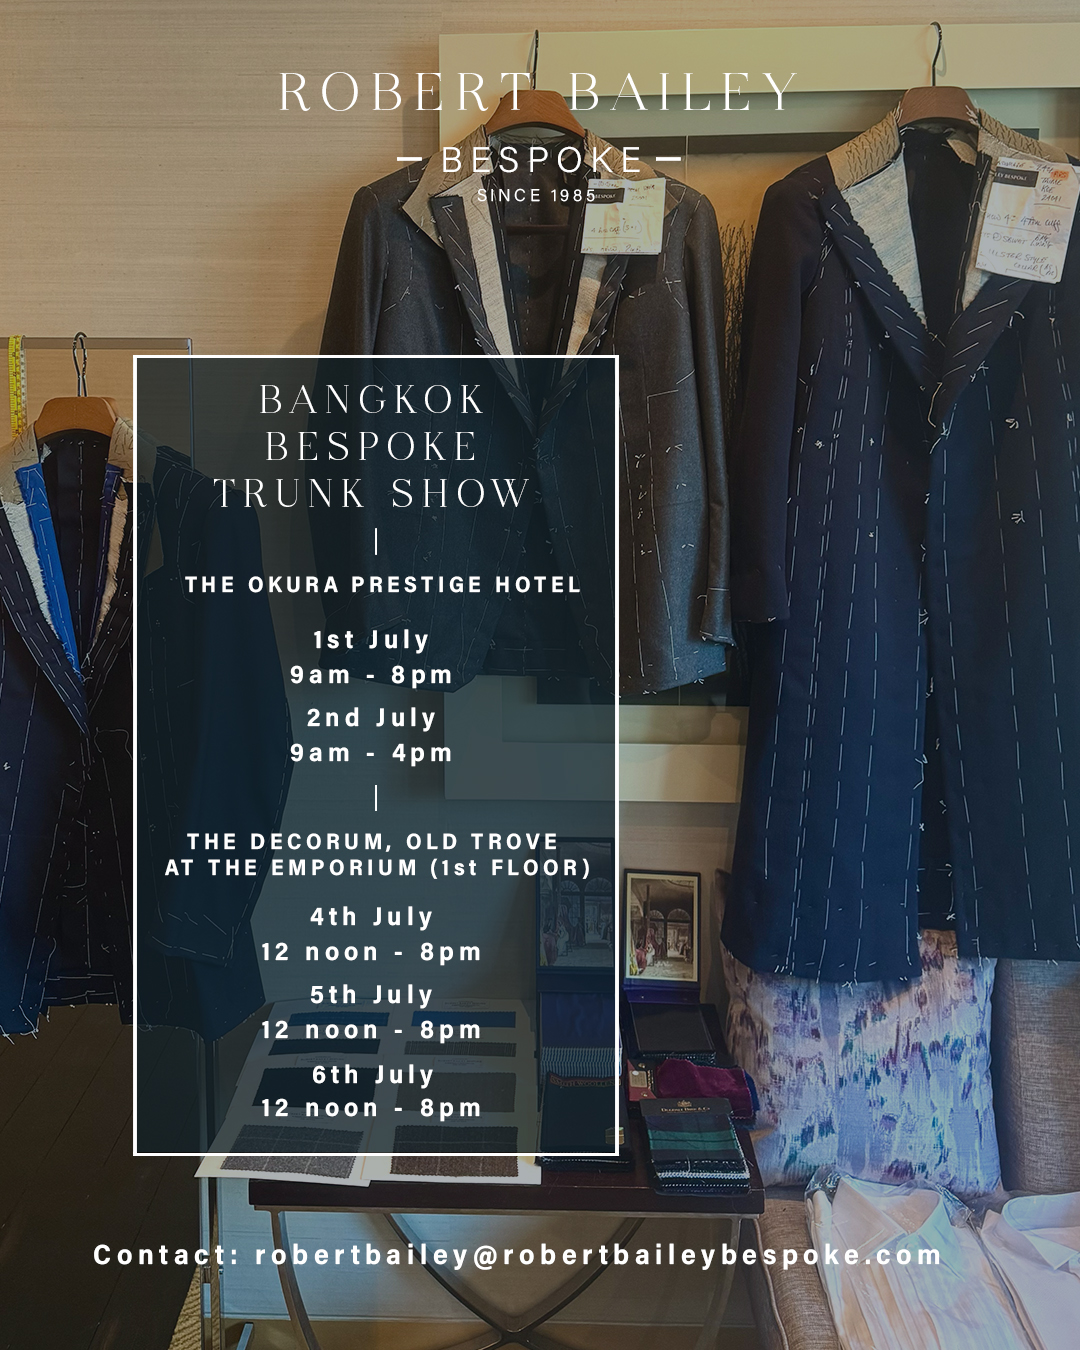 ROBERT BAILEY
BESPOKE
SINCE 1985
BANGKOK
BESPOKE
TRUNK SHOW
THE OKURA PRESTIGE HOTEL
1st July
9am - 8pm
2nd July
9am - 4pm
THE DECORUM, OLD TROVE
AT THE EMPORIUM (1st FLOOR)
4th July
12 noon - 8pm
5th July
12 noon - 8pm
6th July
12 noon - 8pm
Contact: robertbailey@robertbaileybespoke.com